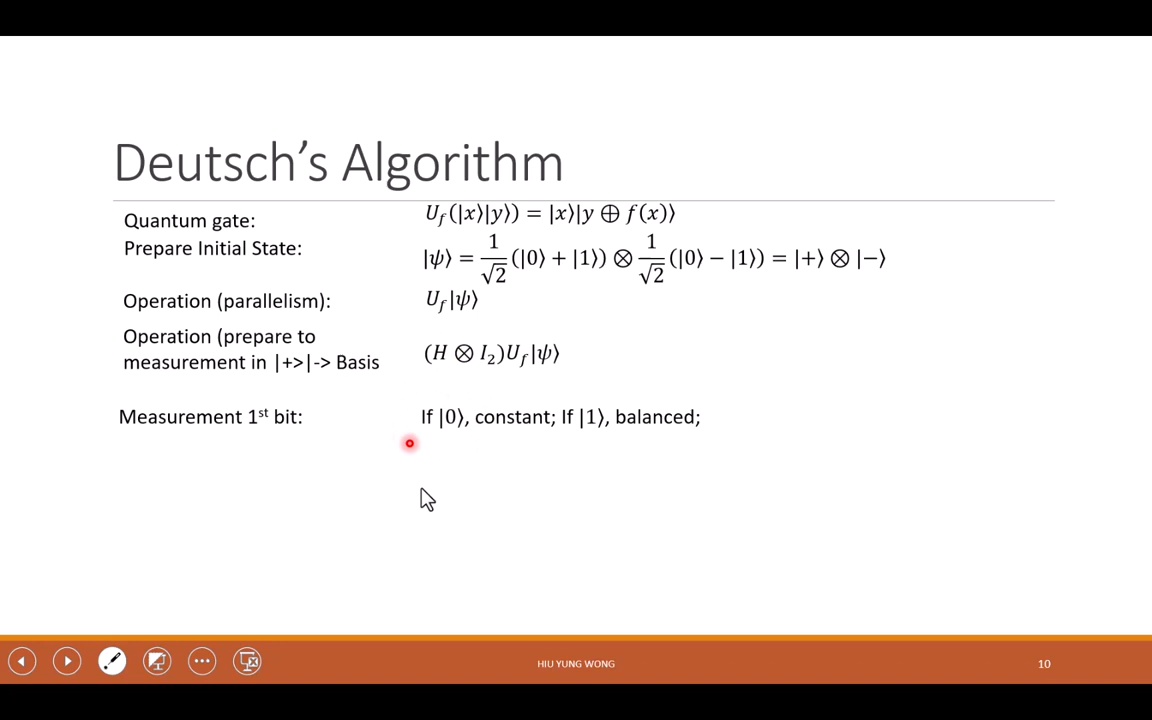 Deutsch's Algorithm
Quantum gate: U_f(|x⟩|y⟩) = |x⟩|y ⊕ f(x)⟩
Prepare Initial State: |ψ⟩ = 1/√2 (|0⟩ + |1⟩) ⊗ 1/√2 (|0⟩ − |1⟩) = |+⟩ ⊗ |−⟩
Operation (parallelism): U_f|ψ⟩
Operation (prepare to
measurement in |+>|-> Basis (H ⊗ I₂)U_f|ψ⟩
Measurement 1st bit: If |0⟩, constant; If |1⟩, balanced;
HIU YUNG WONG 10